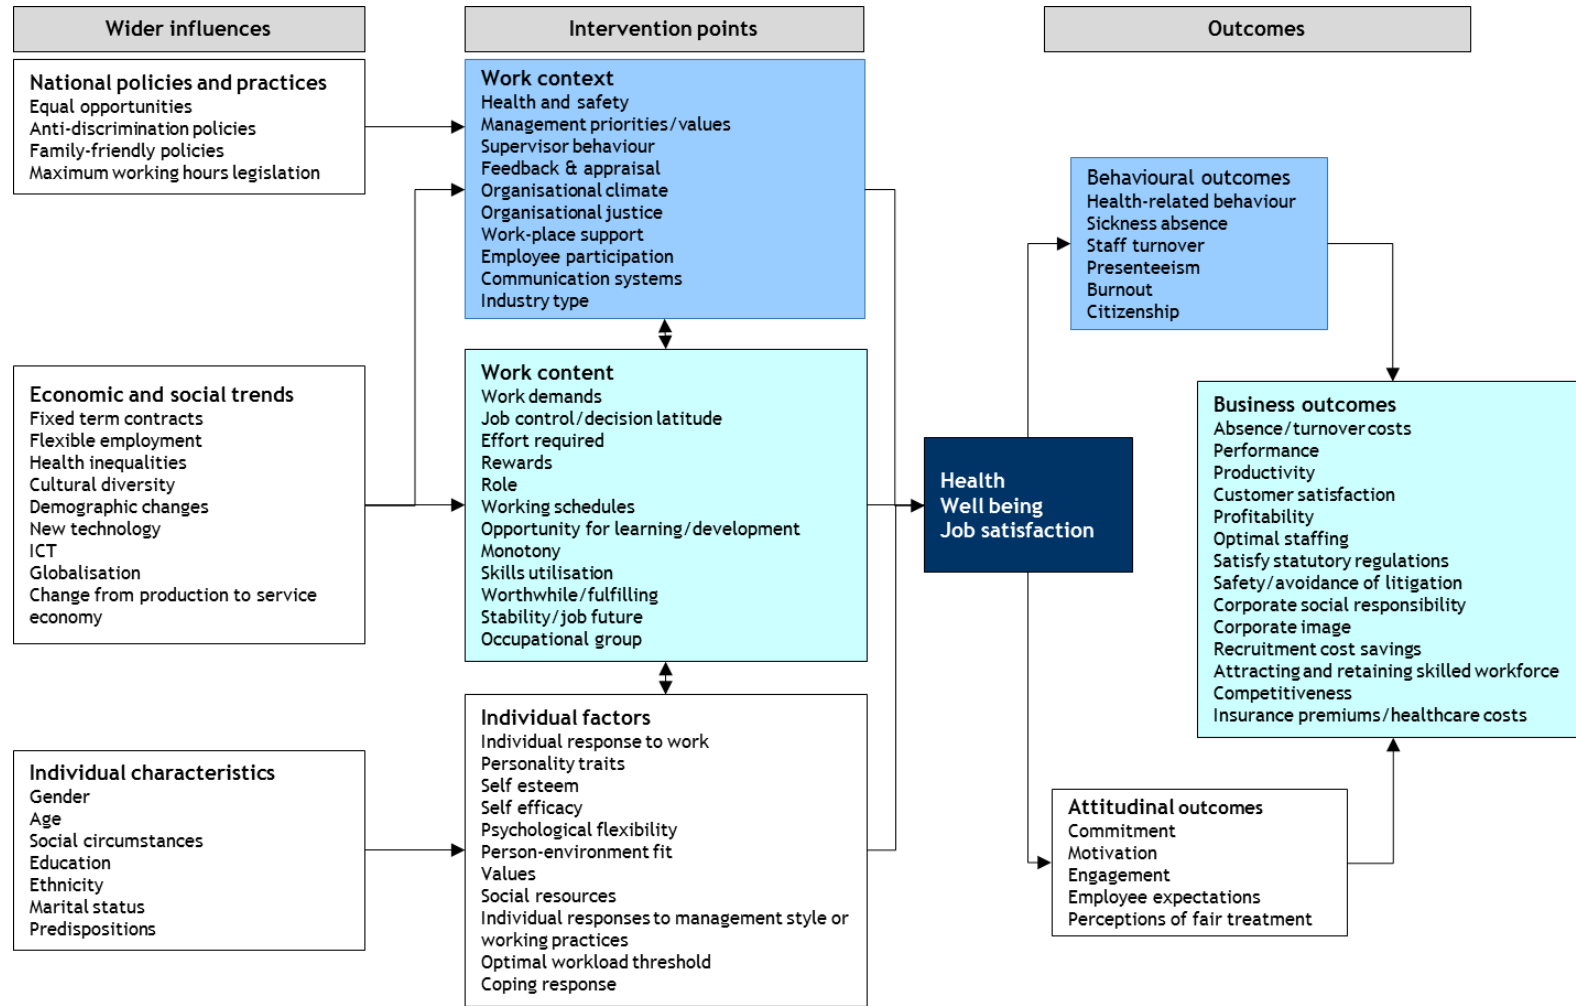 Wider influences
Intervention points
Outcomes
National policies and practices
Equal opportunities
Anti-discrimination policies
Family-friendly policies
Maximum working hours legislation
Economic and social trends
Fixed term contracts
Flexible employment
Health inequalities
Cultural diversity
Demographic changes
New technology
ICT
Globalisation
Change from production to service
economy
Individual characteristics
Gender
Age
Social circumstances
Education
Ethnicity
Marital status
Predispositions
Work context
Health and safety
Management priorities/values
Supervisor behaviour
Feedback & appraisal
Organisational climate
Organisational justice
Work-place support
Employee participation
Communication systems
Industry type
Work content
Work demands
Job control/decision latitude
Effort required
Rewards
Role
Working schedules
Opportunity for learning/development
Monotony
Skills utilisation
Worthwhile/fulfilling
Stability/job future
Occupational group
Individual factors
Individual response to work
Personality traits
Self esteem
Self efficacy
Psychological flexibility
Person-environment fit
Values
Social resources
Individual responses to management style or
working practices
Optimal workload threshold
Coping response
Health
Well being
Job satisfaction
Behavioural outcomes
Health-related behaviour
Sickness absence
Staff turnover
Presenteeism
Burnout
Citizenship
Business outcomes
Absence/turnover costs
Performance
Productivity
Customer satisfaction
Profitability
Optimal staffing
Satisfy statutory regulations
Safety/avoidance of litigation
Corporate social responsibility
Corporate image
Recruitment cost savings
Attracting and retaining skilled workforce
Competitiveness
Insurance premiums/healthcare costs
Attitudinal outcomes
Commitment
Motivation
Engagement
Employee expectations
Perceptions of fair treatment